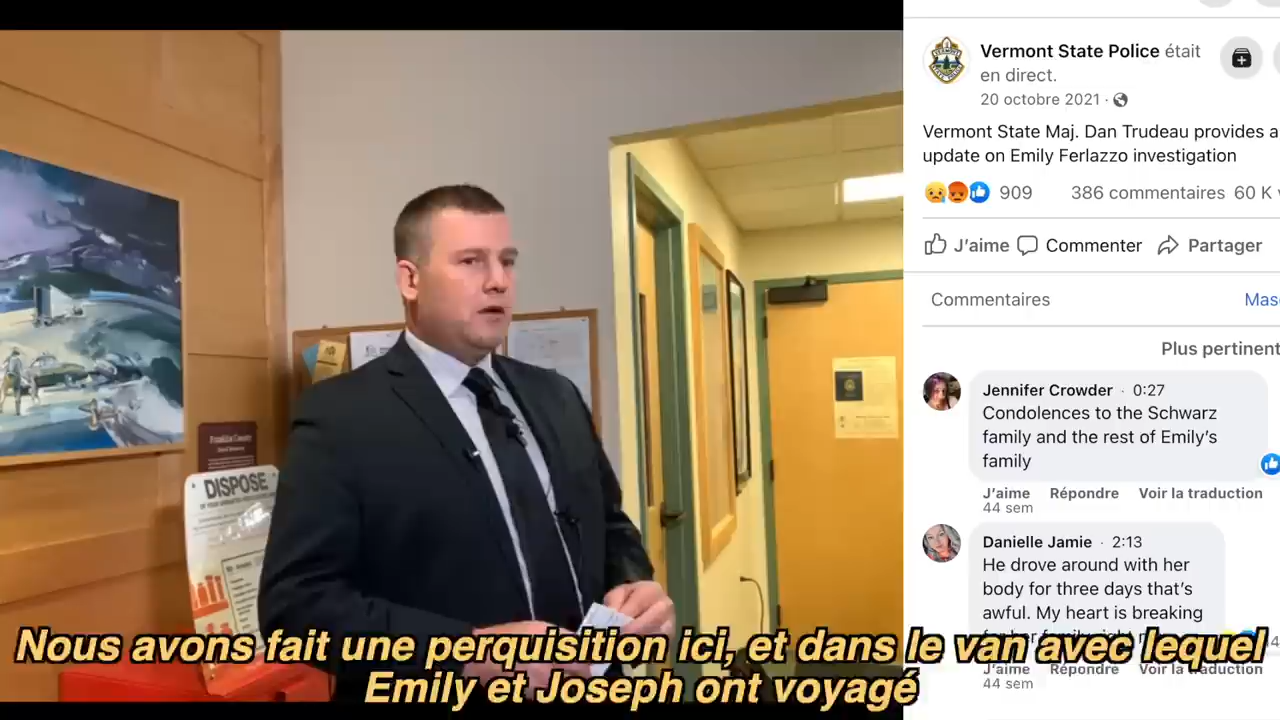 Vermont State Police était
en direct.
20 octobre 2021 ·
Vermont State Maj. Dan Trudeau provides a
update on Emily Ferlazzo investigation
909 386 commentaires 60 K
J'aime Commenter Partager
Commentaires
Plus pertinent
Jennifer Crowder · 0:27
Condolences to the Schwarz
family and the rest of Emily's
family
J'aime Répondre Voir la traduction
44 sem
Danielle Jamie · 2:13
He drove around with her
body for three days that's
awful. My heart is breaking
J'aime Répondre Voir la traduction
44 sem
DISPOSE
Nous avons fait une perquisition ici, et dans le van avec lequel
Emily et Joseph ont voyagé